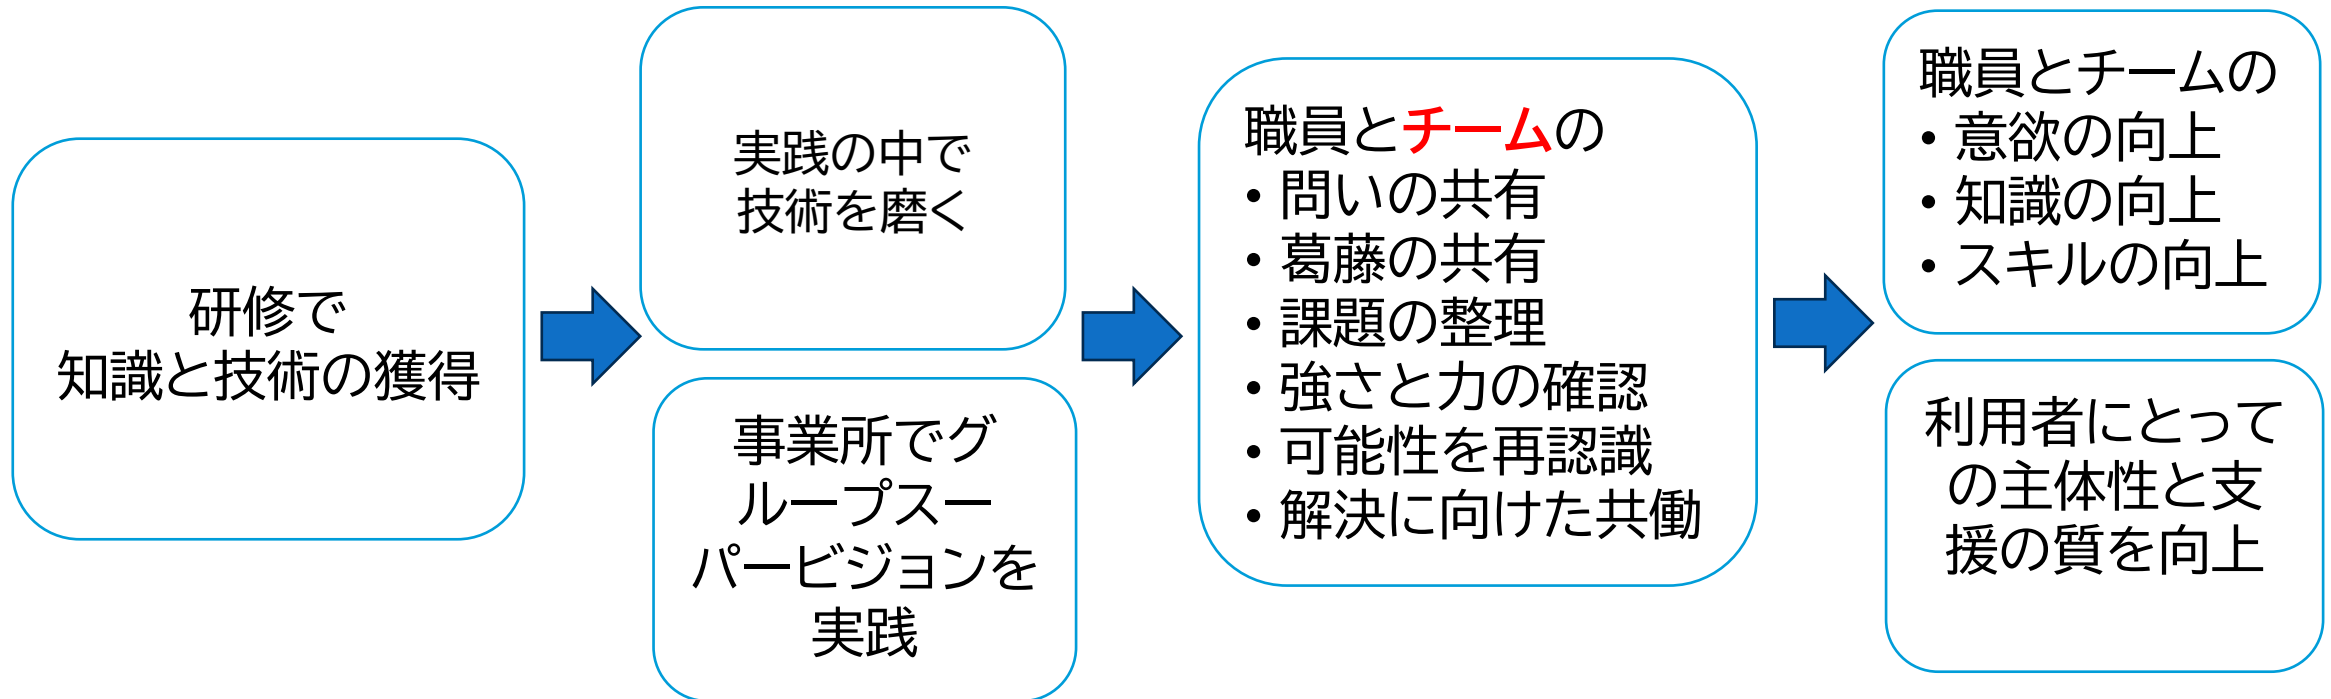 研修で
知識と技術の獲得
実践の中で
技術を磨く
事業所でグ
ループスー
パービジョンを
実践
職員とチームの
• 問いの共有
• 葛藤の共有
• 課題の整理
• 強さと力の確認
• 可能性を再認識
• 解決に向けた共働
職員とチームの
• 意欲の向上
• 知識の向上
• スキルの向上
利用者にとって
の主体性と支
援の質を向上